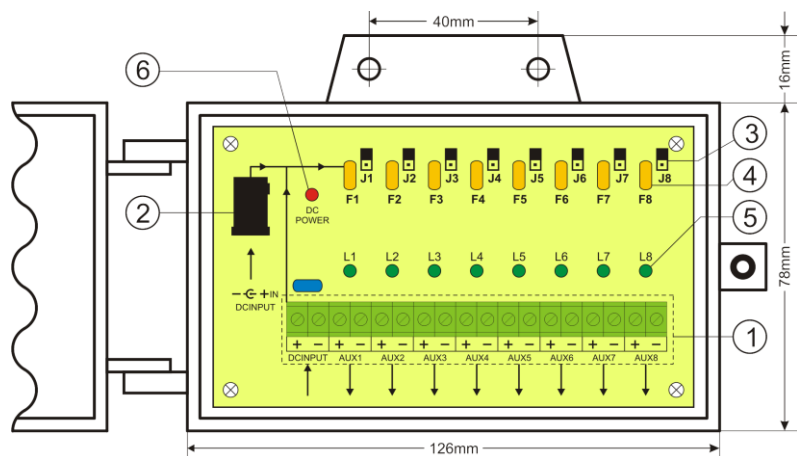 40mm
16mm
6
3
J1 J2 J3 J4 J5 J6 J7 J8
4
2
F1 F2 F3 F4 F5 F6 F7 F8
DC
POWER
5
L1 L2 L3 L4 L5 L6 L7 L8
78mm
− + IN
DCINPUT
1
+ − + − + − + − + − + − + − + − + −
DCINPUT AUX1 AUX2 AUX3 AUX4 AUX5 AUX6 AUX7 AUX8
126mm